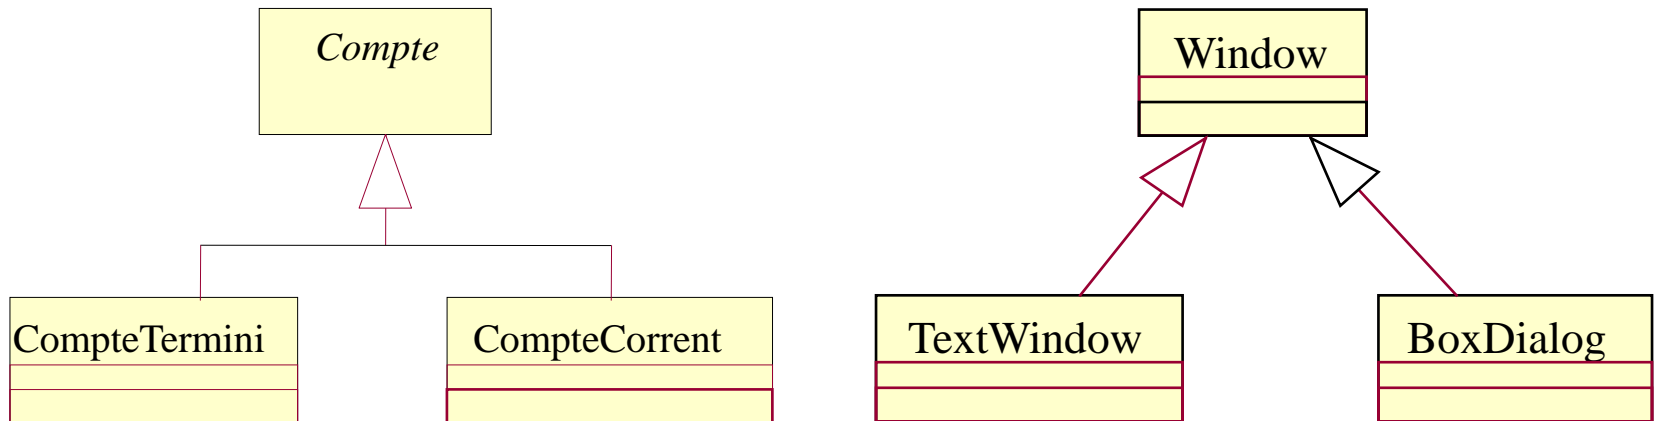 Compte
Window
CompteTermini
CompteCorrent
TextWindow
BoxDialog